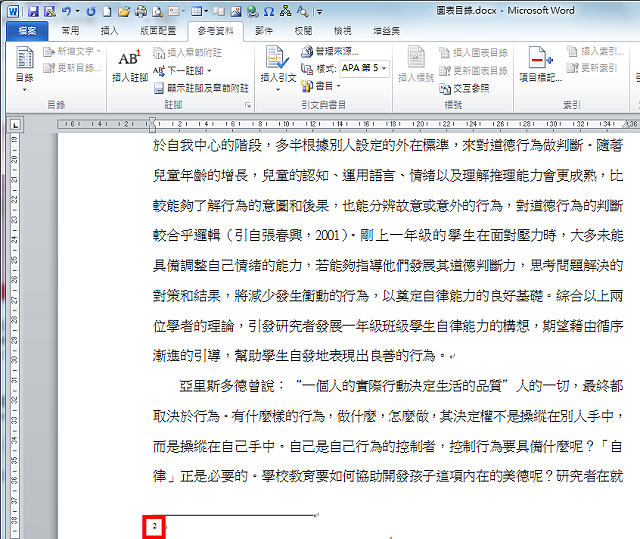 圖表目錄.docx - Microsoft Word
檔案 常用 插入 版面配置 參考資料 郵件 校閱 檢視 增益集
目錄 新增文字 更新目錄... 目錄
AB¹ 插入註腳 插入章節附註 下一註腳 顯示註腳及章節附註 註腳
插入引文 管理來源... 樣式: APA 第 5 書目 引文與書目
插入標號 插入圖表目錄 更新圖表目錄 交互參照 標號
項目標記... 插入索引... 更新索引 索引
於自我中心的階段，多半根據別人設定的外在標準，來對道德行為做判斷。隨著
兒童年齡的增長，兒童的認知、運用語言、情緒以及理解推理能力會更成熟，比
較能夠了解行為的意圖和後果，也能分辨故意或意外的行為，對道德行為的判斷
較合乎邏輯（引自張春興，2001）。剛上一年級的學生在面對壓力時，大多未能
具備調整自己情緒的能力，若能夠指導他們發展其道德判斷力，思考問題解決的
對策和結果，將減少發生衝動的行為，以奠定自律能力的良好基礎。綜合以上兩
位學者的理論，引發研究者發展一年級班級學生自律能力的構想，期望藉由循序
漸進的引導，幫助學生自發地表現出良善的行為。
亞里斯多德曾說：“一個人的實際行動決定生活的品質”人的一切，最終都
取決於行為。有什麼樣的行為，做什麼，怎麼做，其決定權不是操縱在別人手中，
而是操縱在自己手中。自己是自己行為的控制者，控制行為要具備什麼呢？「自
律」正是必要的。學校教育要如何協助開發孩子這項內在的美德呢？研究者在就
2